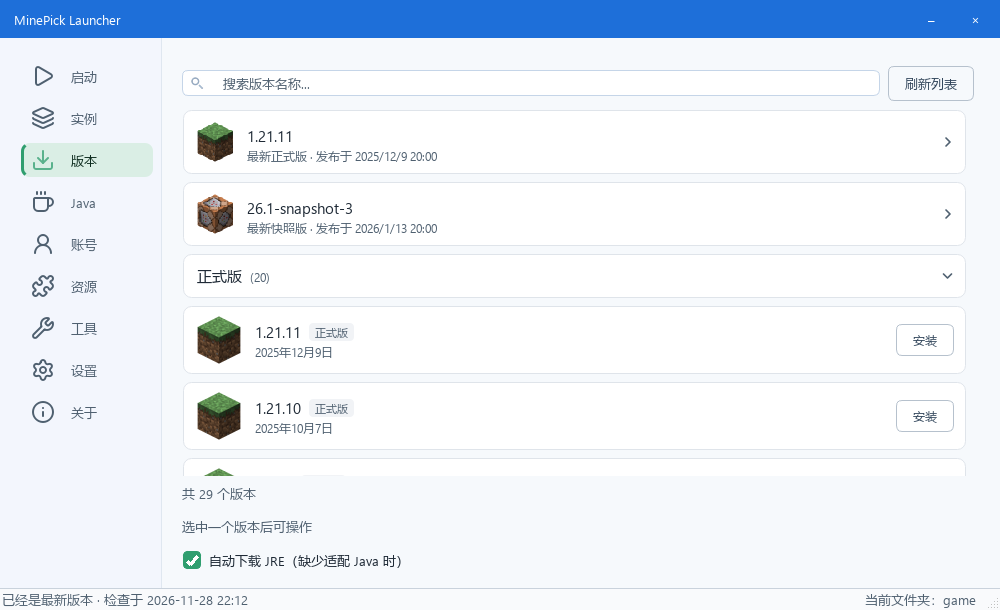 MinePick Launcher
启动
实例
版本
Java
账号
资源
工具
设置
关于
搜索版本名称...
刷新列表
1.21.11
最新正式版 · 发布于 2025/12/9 20:00
26.1-snapshot-3
最新快照版 · 发布于 2026/1/13 20:00
正式版 (20)
1.21.11 正式版
2025年12月9日
安装
1.21.10 正式版
2025年10月7日
安装
共 29 个版本
选中一个版本后可操作
自动下载 JRE（缺少适配 Java 时）
已经是最新版本 · 检查于 2026-11-28 22:12
当前文件夹：game